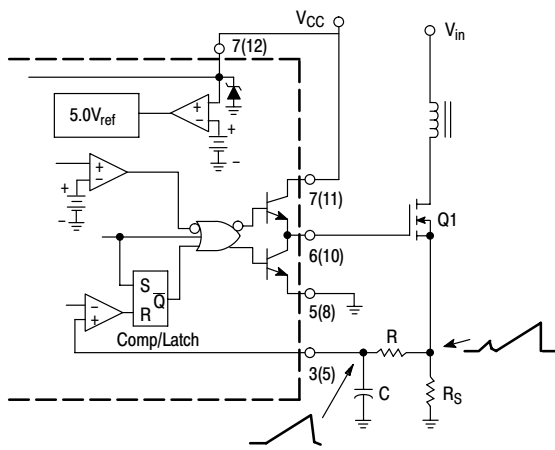 VCC
Vin
7(12)
5.0Vref
+
−
+
−
+
−
+
−
7(11)
Q1
6(10)
S
Q̅
R
5(8)
−
+
Comp/Latch
3(5)
R
C
RS